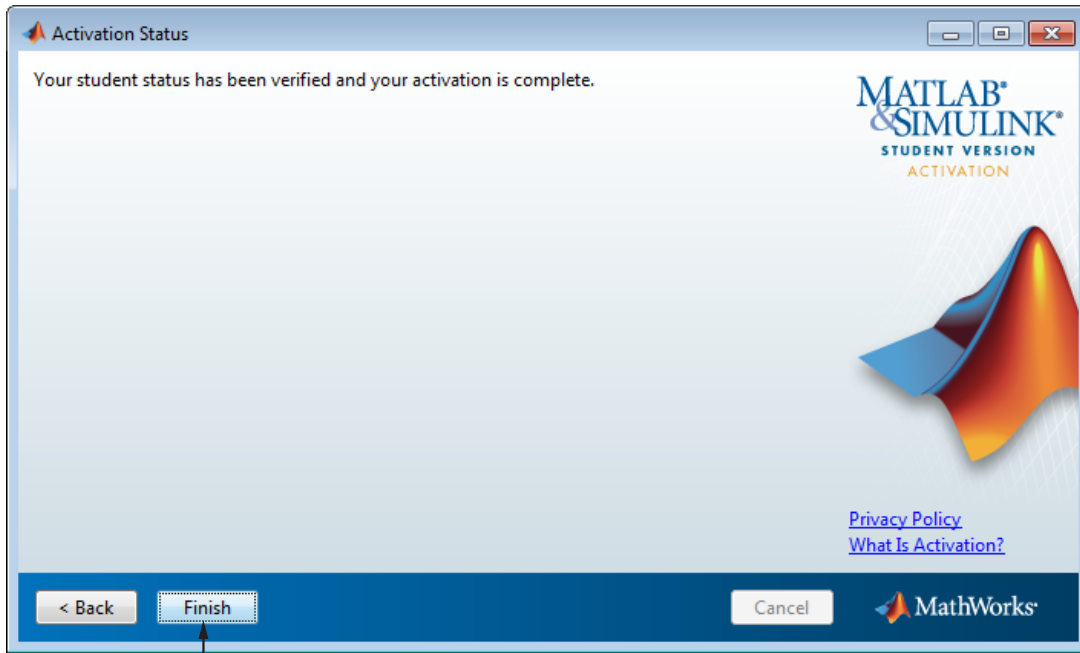 Activation Status
Your student status has been verified and your activation is complete.
MATLAB®
&SIMULINK®
STUDENT VERSION
ACTIVATION
Privacy Policy
What Is Activation?
< Back
Finish
Cancel
MathWorks®